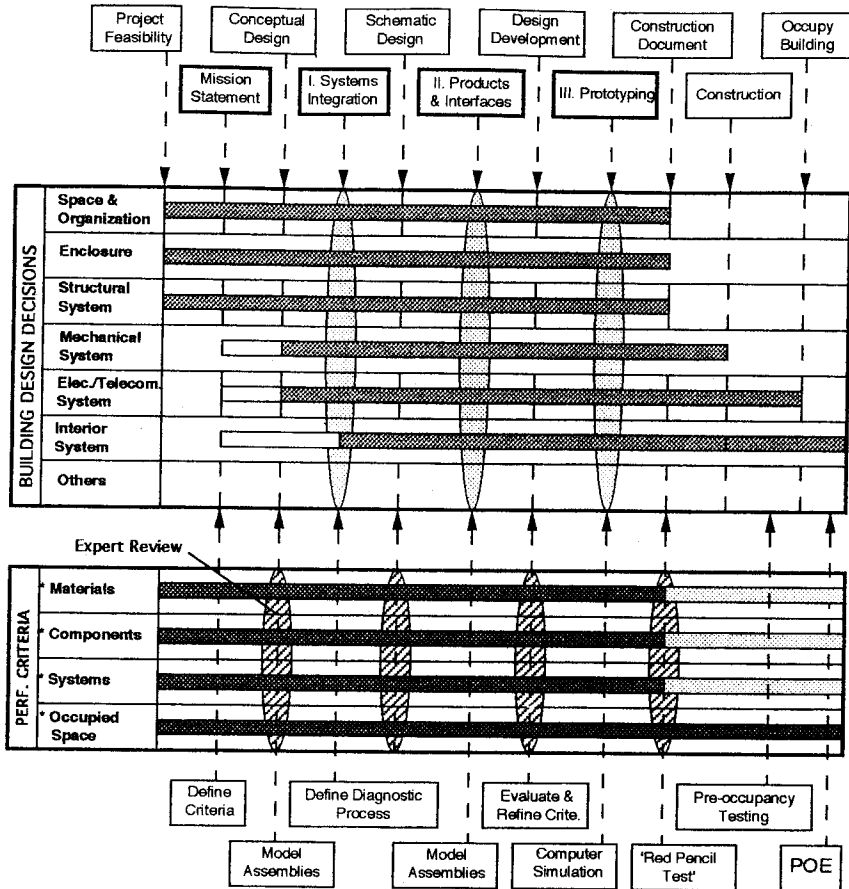 Project
Feasibility
Conceptual
Design
Schematic
Design
Design
Development
Construction
Document
Occupy
Building
Mission
Statement
I. Systems
Integration
II. Products
& Interfaces
III. Prototyping
Construction
BUILDING DESIGN DECISIONS
Space &
Organization
Enclosure
Structural
System
Mechanical
System
Elec./Telecom.
System
Interior
System
Others
Expert Review
PERF. CRITERIA
* Materials
* Components
* Systems
* Occupied
Space
Define
Criteria
Define Diagnostic
Process
Evaluate &
Refine Crite.
Pre-occupancy
Testing
Model
Assemblies
Model
Assemblies
Computer
Simulation
'Red Pencil
Test'
POE